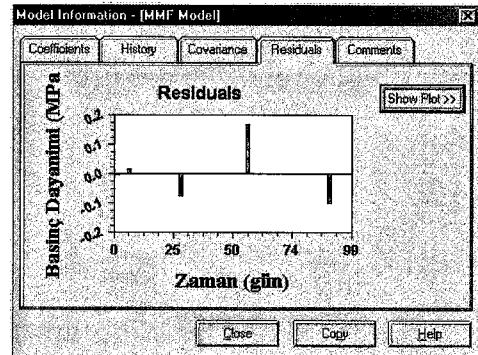 Model Information - [MMF Model]
Coefficients History Covariance Residuals Comments
Residuals
Show Plot >>
Basinç Dayanimi (MPa
0.2
0.1
0.0
-0.1
-0.2
0 25 50 74 99
Zaman (gün)
Close Copy Help